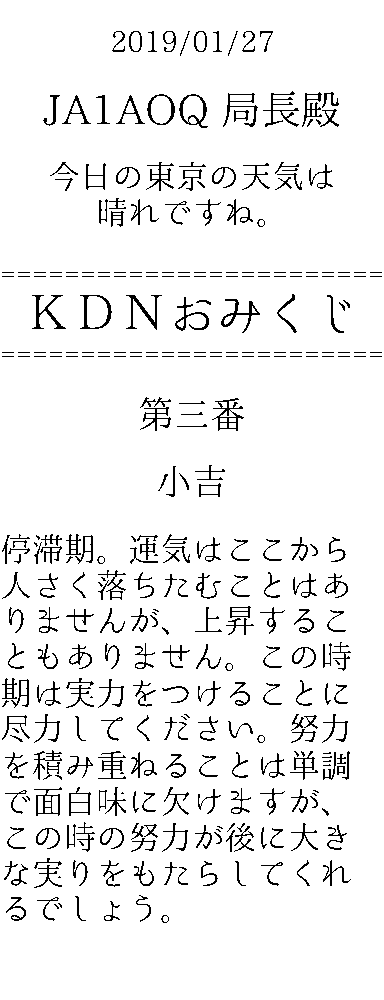 2019/01/27
JA1AOQ 局長殿
今日の東京の天気は
晴れですね。
========================
ＫＤＮおみくじ
========================
第三番
小吉
停滞期。運気はここから
人さく落ちたむことはあ
りませんが、上昇するこ
ともありません。この時
期は実力をつけることに
尽力してください。努力
を積み重ねることは単調
で面白味に欠けますが、
この時の努力が後に大き
な実りをもたらしてくれ
るでしょう。